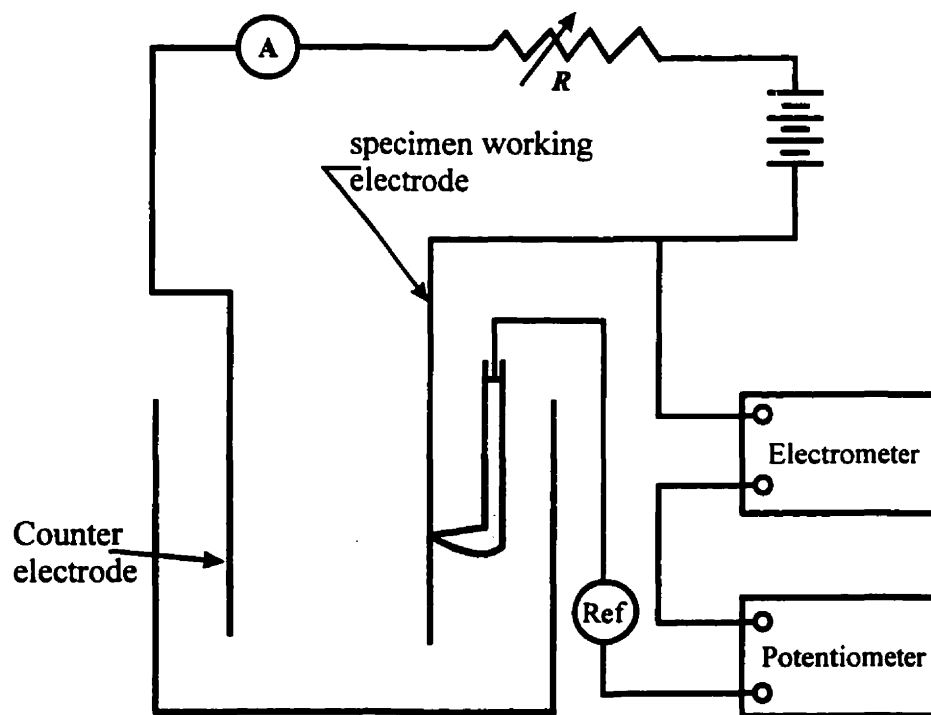 A
R
specimen working
electrode
Electrometer
Counter
electrode
Ref
Potentiometer